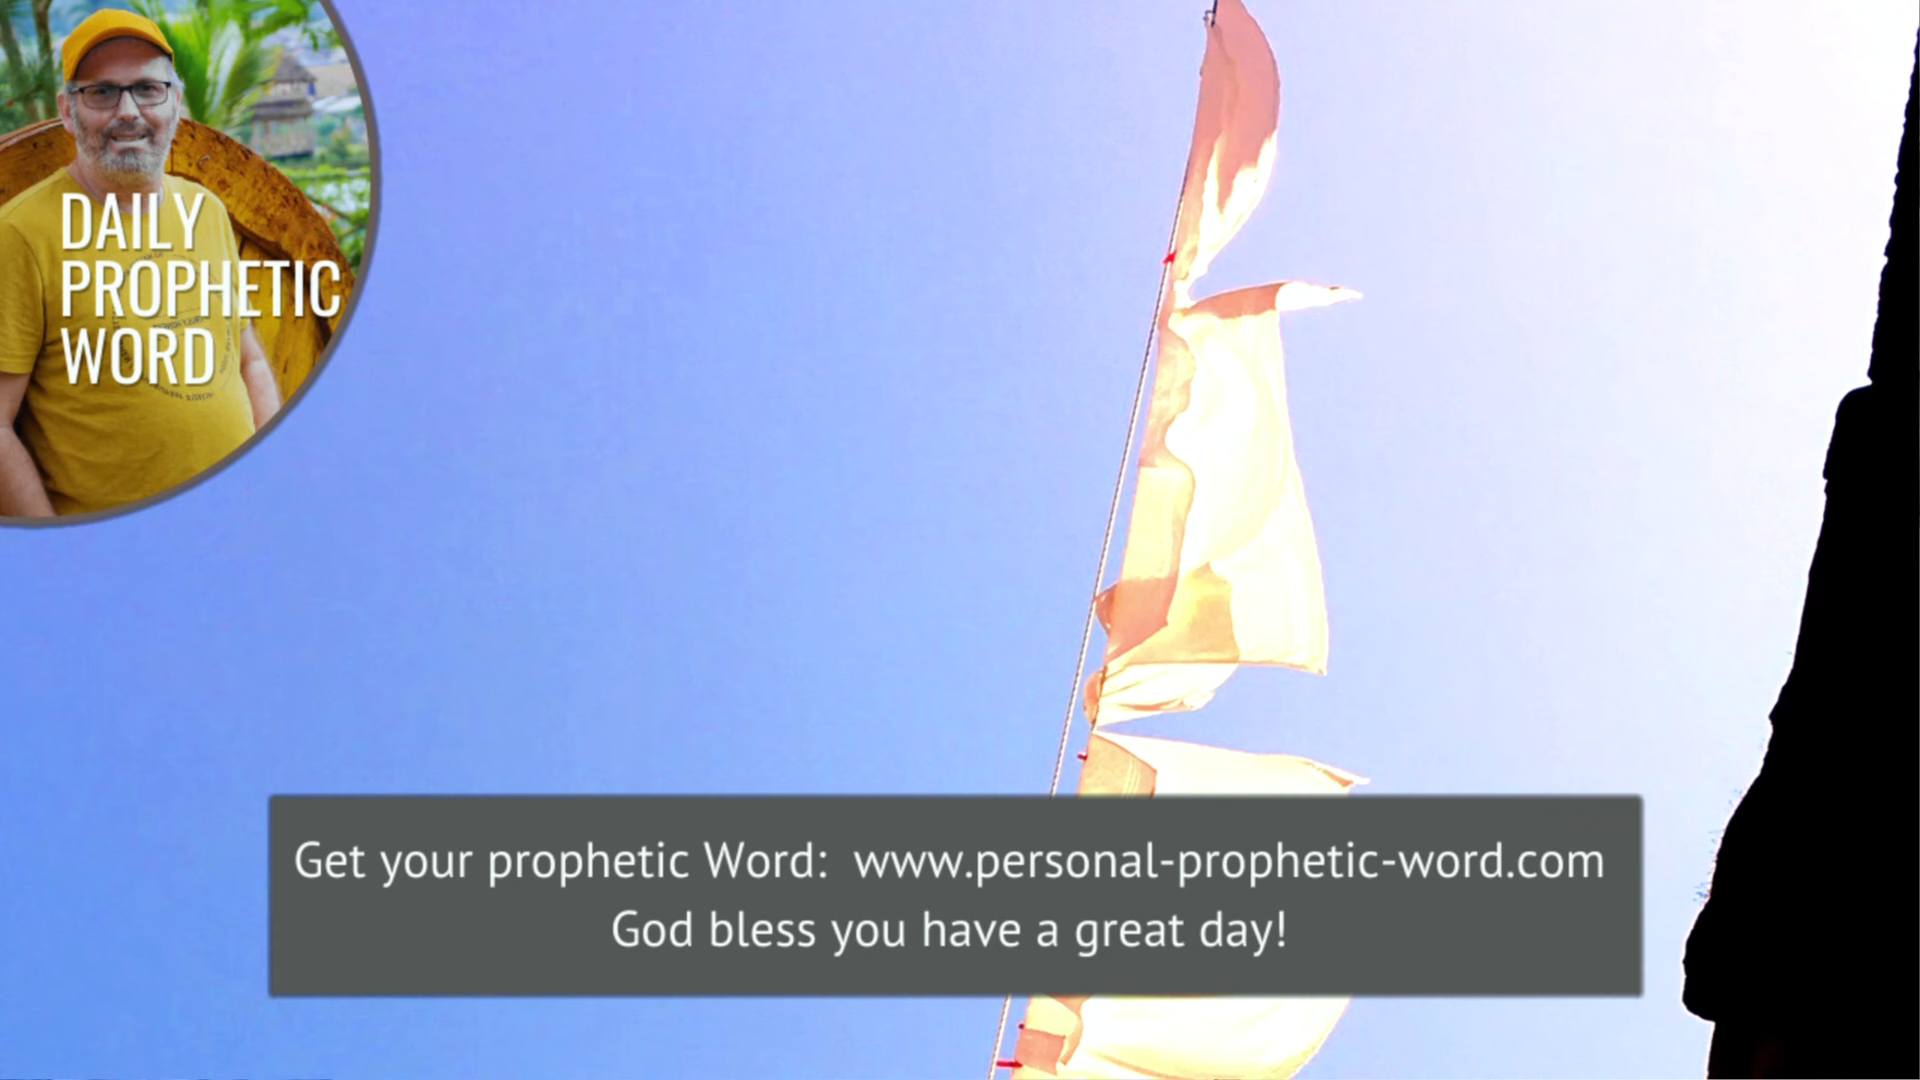 DAILY
PROPHETIC
WORD
Get your prophetic Word:  www.personal-prophetic-word.com
God bless you have a great day!